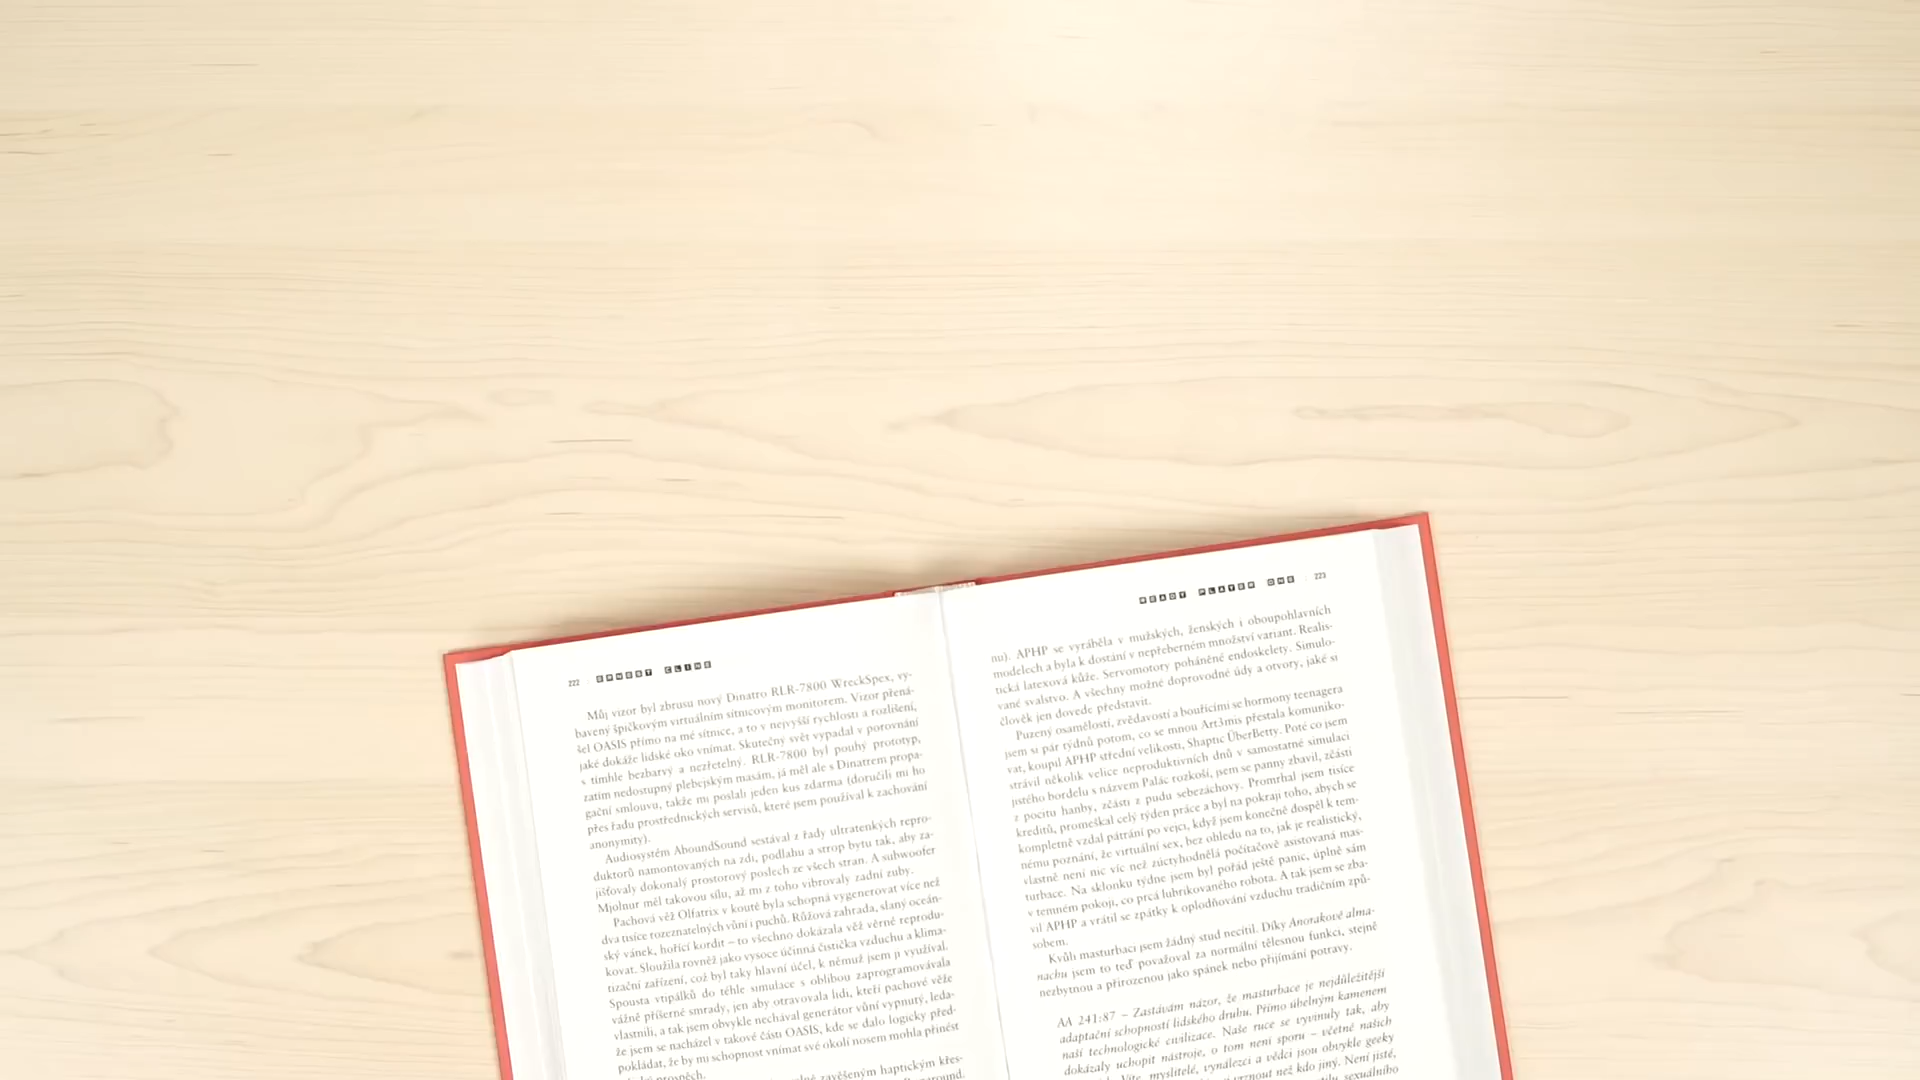 222 ERNEST CLINE
Můj vizor byl zbrusu nový Dinatro RLR-7800 WreckSpex, vy-
bavený špičkovým virtuálním sítnicovým monitorem. Vizor přená-
šel OASIS přímo na mé sítnice, a to v nejvyšší rychlosti a rozlišení,
jaké dokáže lidské oko vnímat. Skutečný svět vypadal v porovnání
s tímhle bezbarvý a nezřetelný. RLR-7800 byl pouhý prototyp,
zatím nedostupný plebejským masám, já měl ale s Dinatrem propa-
gační smlouvu, takže mi poslali jeden kus zdarma (doručili mi ho
přes řadu prostřednických servisů, které jsem používal k zachování
anonymity).
Audiosystém AboundSound sestával z řady ultratenkých repro-
duktorů namontovaných na zdi, podlahu a strop bytu tak, aby za-
jišťovaly dokonalý prostorový poslech ze všech stran. A subwoofer
Mjolnur měl takovou sílu, až mi z toho vibrovaly zadní zuby.
Pachová věž Olfatrix v koutě byla schopná vygenerovat více než
dva tisíce rozeznatelných vůní i puchů. Růžová zahrada, slaný oceán-
ský vánek, hořící kordit – to všechno dokázala věž věrně reprodu-
kovat. Sloužila rovněž jako vysoce účinná čistička vzduchu a klima-
tizační zařízení, což byl taky hlavní účel, k němuž jsem ji využíval.
Spousta vtipálků do téhle simulace s oblibou zaprogramovávala
vážně příšerné smrady, jen aby otravovala lidi, kteří pachové věže
vlastnili, a tak jsem obvykle nechával generátor vůní vypnutý, leda-
že jsem se nacházel v takové části OASIS, kde se dalo logicky před-
pokládat, že by mi schopnost vnímat své okolí nosem mohla přinést
zavěšeným haptickým křes-
READY PLAYER ONE 223
nu). APHP se vyráběla v mužských, ženských i oboupohlavních
modelech a byla k dostání v nepřeberném množství variant. Realis-
tická latexová kůže. Servomotory poháněné endoskelety. Simulo-
vané svalstvo. A všechny možné doprovodné údy a otvory, jaké si
člověk jen dovede představit.
Puzený osamělostí, zvědavostí a bouřícími se hormony teenagera
jsem si pár týdnů potom, co se mnou Art3mis přestala komuniko-
vat, koupil APHP střední velikosti, Shaptic ÜberBetty. Poté co jsem
strávil několik velice neproduktivních dnů v samostatné simulaci
jistého bordelu s názvem Palác rozkoší, jsem se panny zbavil, zčásti
z pocitu hanby, zčásti z pudu sebezáchovy. Promrhal jsem tisíce
kreditů, promeškal celý týden práce a byl na pokraji toho, abych se
kompletně vzdal pátrání po vejci, když jsem konečně dospěl k tem-
nému poznání, že virtuální sex, bez ohledu na to, jak je realistický,
vlastně není nic víc než zúctyhodnělá počítačově asistovaná mas-
turbace. Na sklonku týdne jsem byl pořád ještě panic, úplně sám
v temném pokoji, co prcá lubrikovaného robota. A tak jsem se zba-
vil APHP a vrátil se zpátky k oplodňování vzduchu tradičním způ-
sobem.
Kvůli masturbaci jsem žádný stud necítil. Díky Anorakově alma-
nachu jsem to teď považoval za normální tělesnou funkci, stejně
nezbytnou a přirozenou jako spánek nebo přijímání potravy.
AA 241:87 – Zastávám názor, že masturbace je nejdůležitější
adaptační schopností lidského druhu. Přímo úhelným kamenem
naší technologické civilizace. Naše ruce se vyvinuly tak, aby
dokázaly uchopit nástroje, o tom není sporu – včetně našich
Víte, myslitelé, vynálezci a vědci jsou obvykle geeky
než kdo jiný. Není jisté,
sexuálního